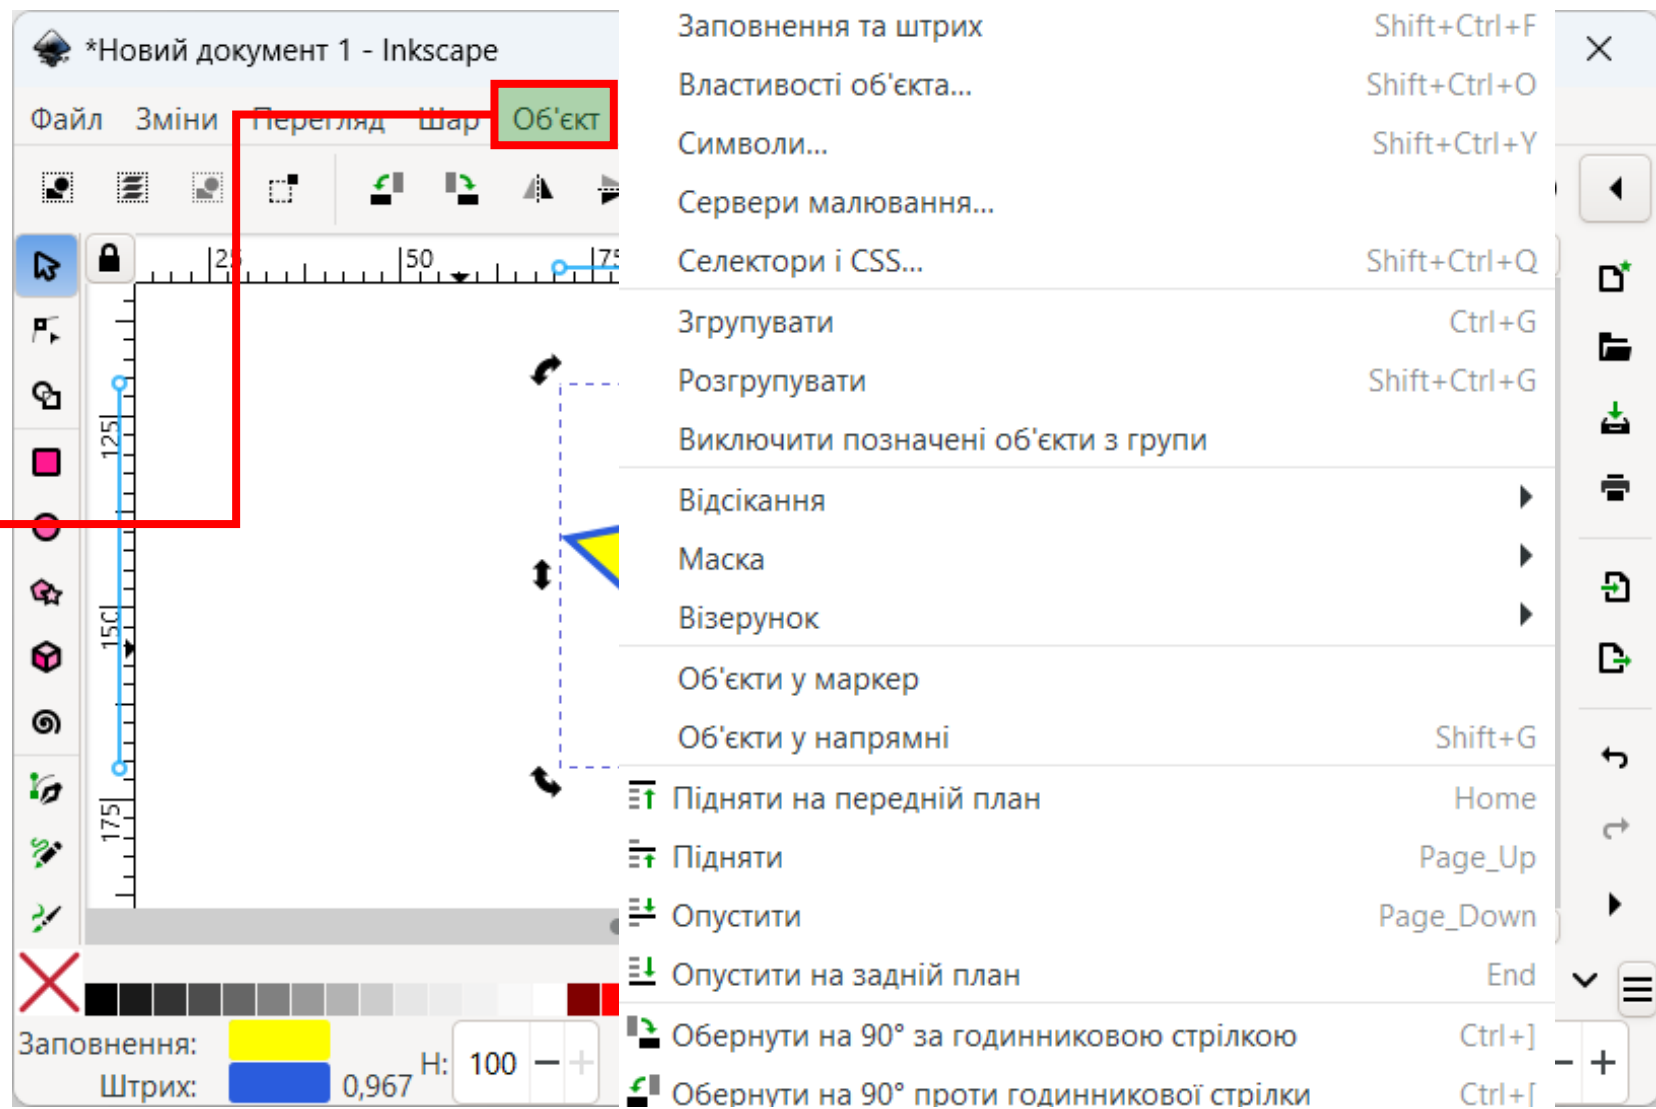 *Новий документ 1 - Inkscape
Файл Зміни Перегляд Шар Об'єкт
25 50 75
125
150
175
Заповнення та штрих Shift+Ctrl+F
Властивості об'єкта... Shift+Ctrl+O
Символи... Shift+Ctrl+Y
Сервери малювання...
Селектори і CSS... Shift+Ctrl+Q
Згрупувати Ctrl+G
Розгрупувати Shift+Ctrl+G
Виключити позначені об'єкти з групи
Відсікання
Маска
Візерунок
Об'єкти у маркер
Об'єкти у напрямні Shift+G
Підняти на передній план Home
Підняти Page_Up
Опустити Page_Down
Опустити на задній план End
Обернути на 90° за годинниковою стрілкою Ctrl+]
Обернути на 90° проти годинникової стрілки Ctrl+[
Заповнення:
Штрих: 0,967 Н: 100